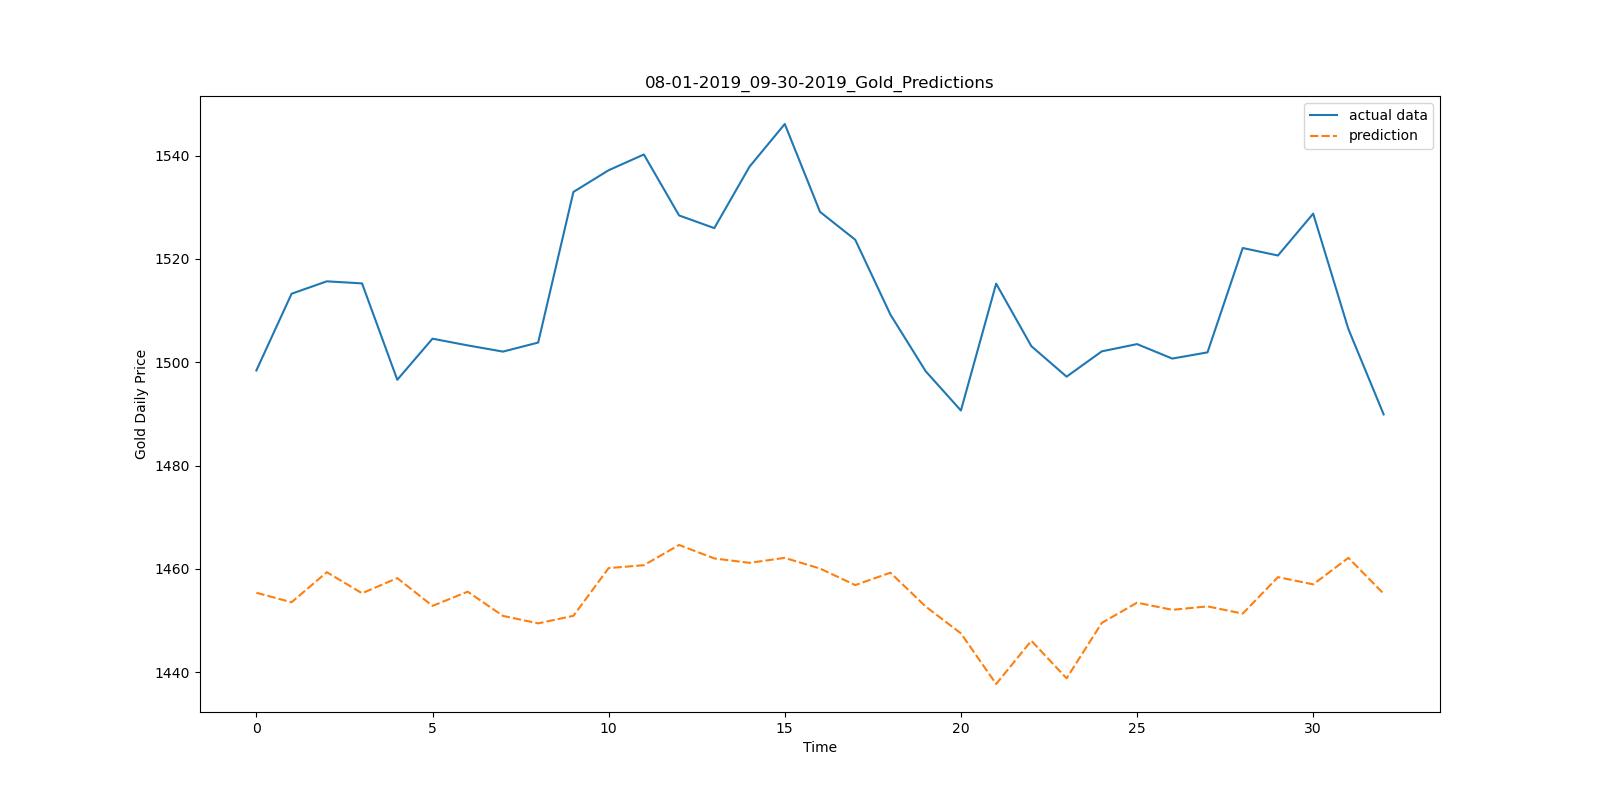 08-01-2019_09-30-2019_Gold_Predictions
actual data
prediction
1540
1520
1500
1480
1460
1440
Gold Daily Price
0 5 10 15 20 25 30
Time